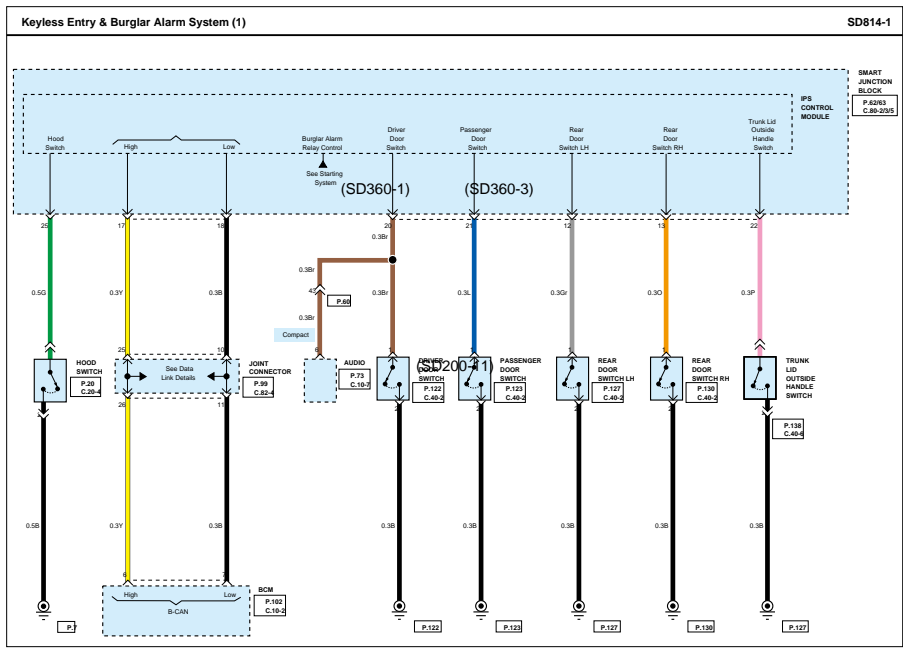 Keyless Entry & Burglar Alarm System (1)
SD814-1
SMART
JUNCTION
BLOCK
P.62/63
C.80-2/3/5
IPS
CONTROL
MODULE
Hood
Switch
High
Low
Burglar Alarm
Relay Control
See Starting
System
Driver
Door
Switch
Passenger
Door
Switch
Rear
Door
Switch LH
Rear
Door
Switch RH
Trunk Lid
Outside
Handle
Switch
(SD360-1)
(SD360-3)
25
17
18
20
21
12
13
22
0.3Br
0.3Br
0.5G
0.3Y
0.3B
0.3Br
0.3L
0.3Gr
0.3O
0.3P
P.60
0.3Br
Compact
25
10
6
1
1
1
1
HOOD
SWITCH
P.20
C.20-4
See Data
Link Details
JOINT
CONNECTOR
P.99
C.82-4
AUDIO
P.73
C.10-7
DRIVER
DOOR
SWITCH
P.122
C.40-2
(SD200-11)
PASSENGER
DOOR
SWITCH
P.123
C.40-2
REAR
DOOR
SWITCH LH
P.127
C.40-2
REAR
DOOR
SWITCH RH
P.130
C.40-2
TRUNK
LID
OUTSIDE
HANDLE
SWITCH
P.138
C.40-6
26
11
0.5B
0.3Y
0.3B
0.3B
0.3B
0.3B
0.3B
0.3B
6
High
Low
B-CAN
BCM
P.102
C.10-2
P.7
P.122
P.123
P.127
P.130
P.127